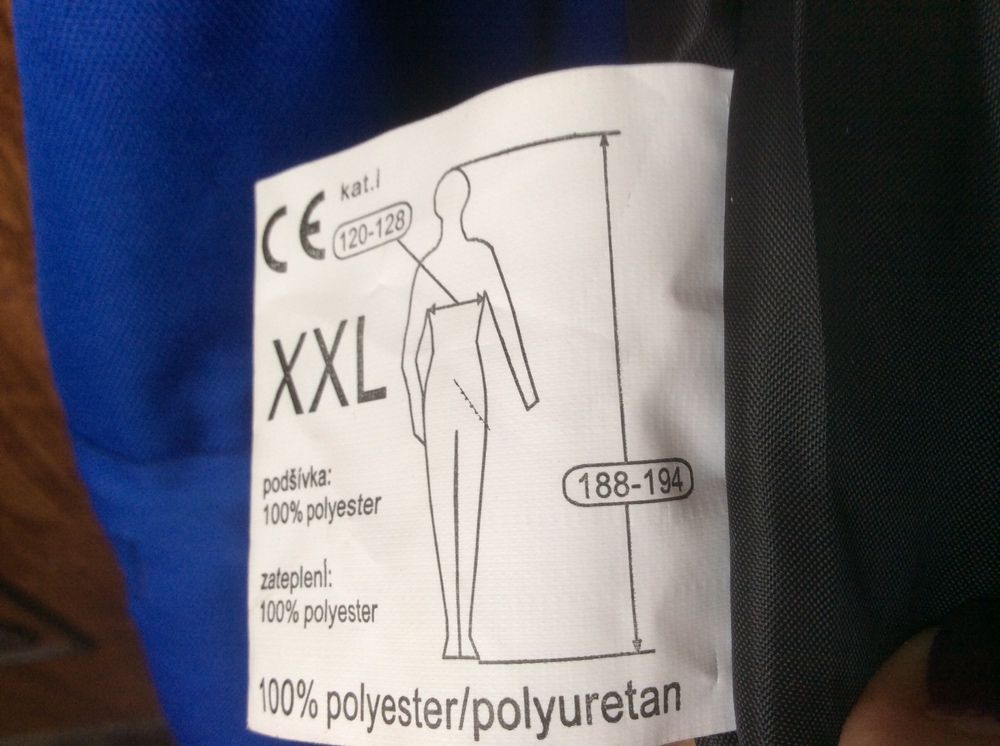 CE kat.I
120-128
XXL
podšívka:
100% polyester
188-194
zateplení:
100% polyester
100% polyester/polyuretan